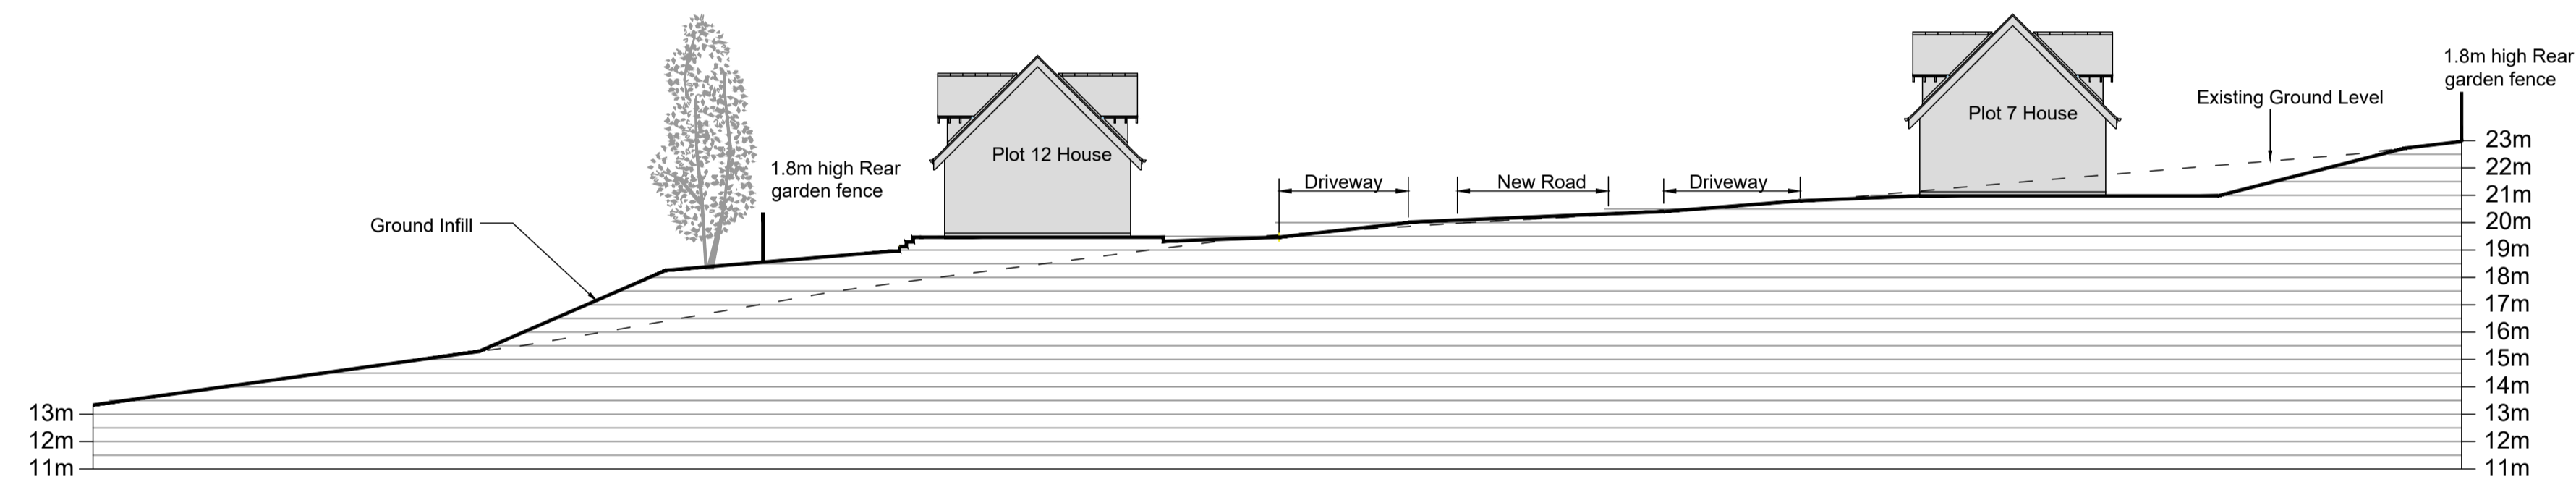 1.8m high Rear
garden fence
Existing Ground Level
Plot 7 House
Plot 12 House
1.8m high Rear
garden fence
Driveway
New Road
Driveway
Ground Infill
23m
22m
21m
20m
19m
18m
17m
16m
15m
14m
13m
12m
11m
13m
12m
11m